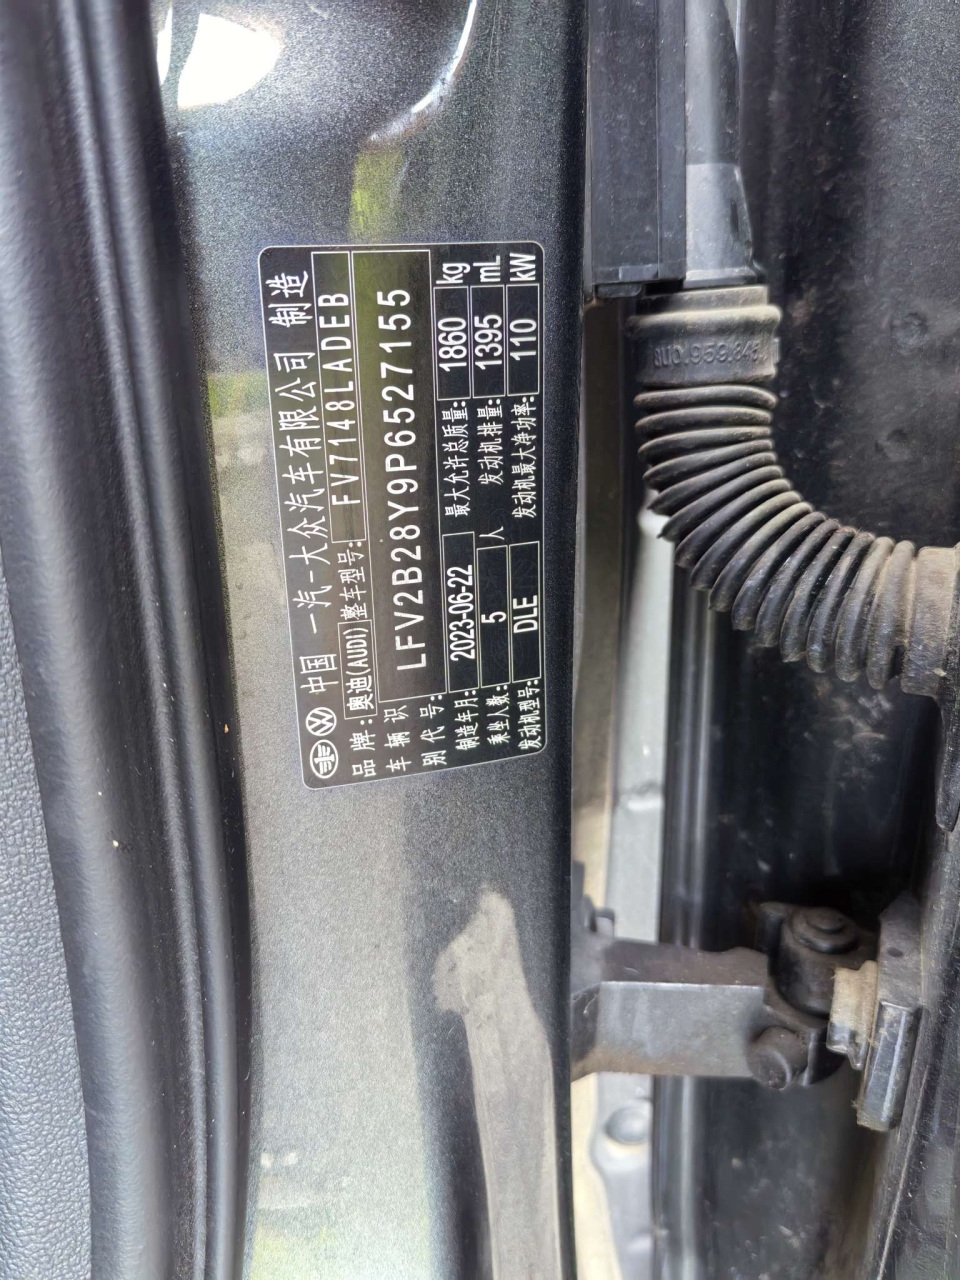 中国 一汽-大众汽车有限公司 制造
品牌: 奥迪(AUDI) 整车型号: FV7148LADEB
车辆识别代号: LFV2B28Y9P6527155
制造年月: 2023-06-22 最大允许总质量: 1860 kg
乘坐人数: 5 人 发动机排量: 1395 mL
发动机型号: DLE 发动机最大净功率: 110 kW